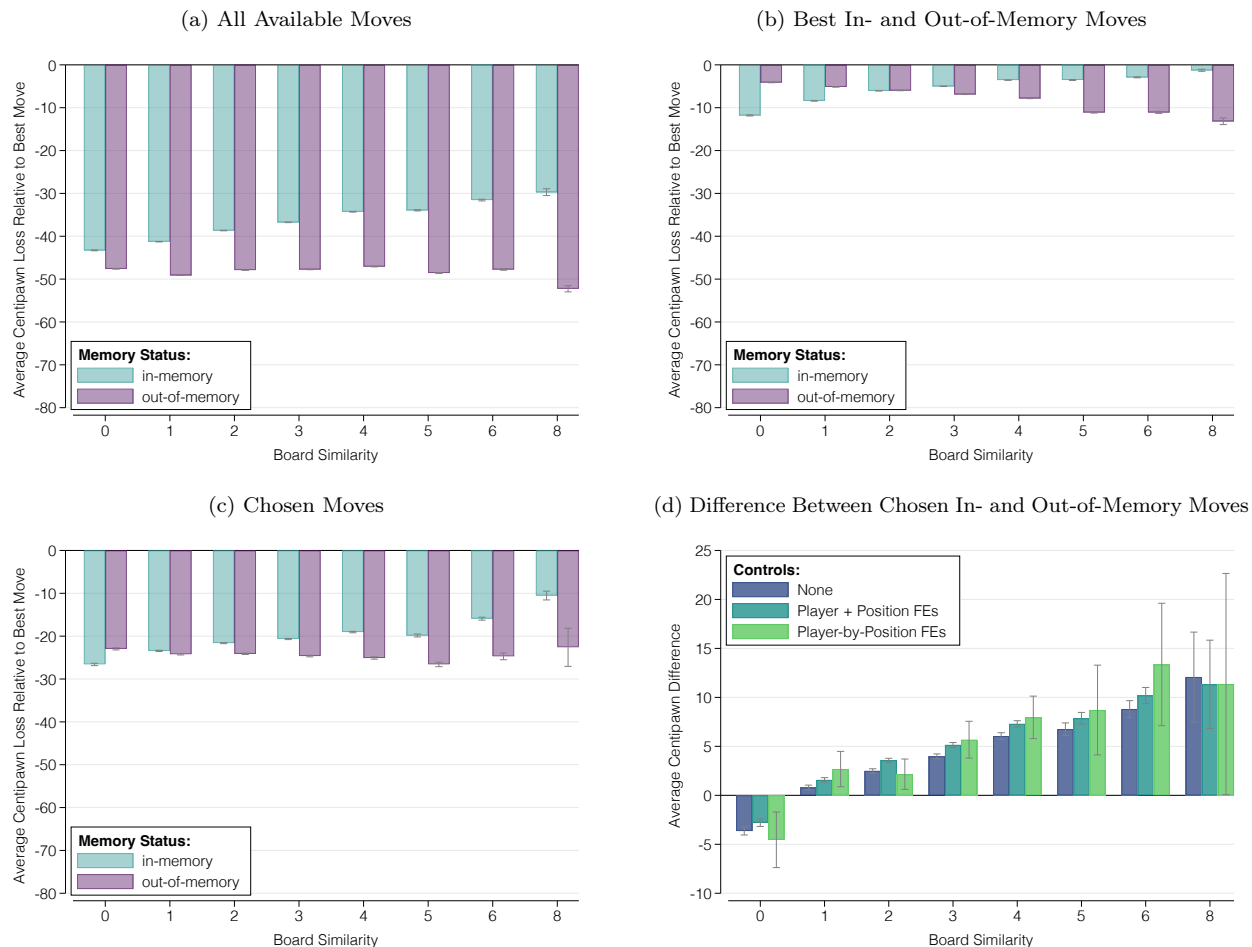 (a) All Available Moves
Average Centipawn Loss Relative to Best Move
0
-10
-20
-30
-40
-50
-60
-70
-80
Memory Status:
in-memory
out-of-memory
0 1 2 3 4 5 6 8
Board Similarity
(b) Best In- and Out-of-Memory Moves
Average Centipawn Loss Relative to Best Move
0
-10
-20
-30
-40
-50
-60
-70
-80
Memory Status:
in-memory
out-of-memory
0 1 2 3 4 5 6 8
Board Similarity
(c) Chosen Moves
Average Centipawn Loss Relative to Best Move
0
-10
-20
-30
-40
-50
-60
-70
-80
Memory Status:
in-memory
out-of-memory
0 1 2 3 4 5 6 8
Board Similarity
(d) Difference Between Chosen In- and Out-of-Memory Moves
Average Centipawn Difference
25
20
15
10
5
0
-5
-10
Controls:
None
Player + Position FEs
Player-by-Position FEs
0 1 2 3 4 5 6 8
Board Similarity